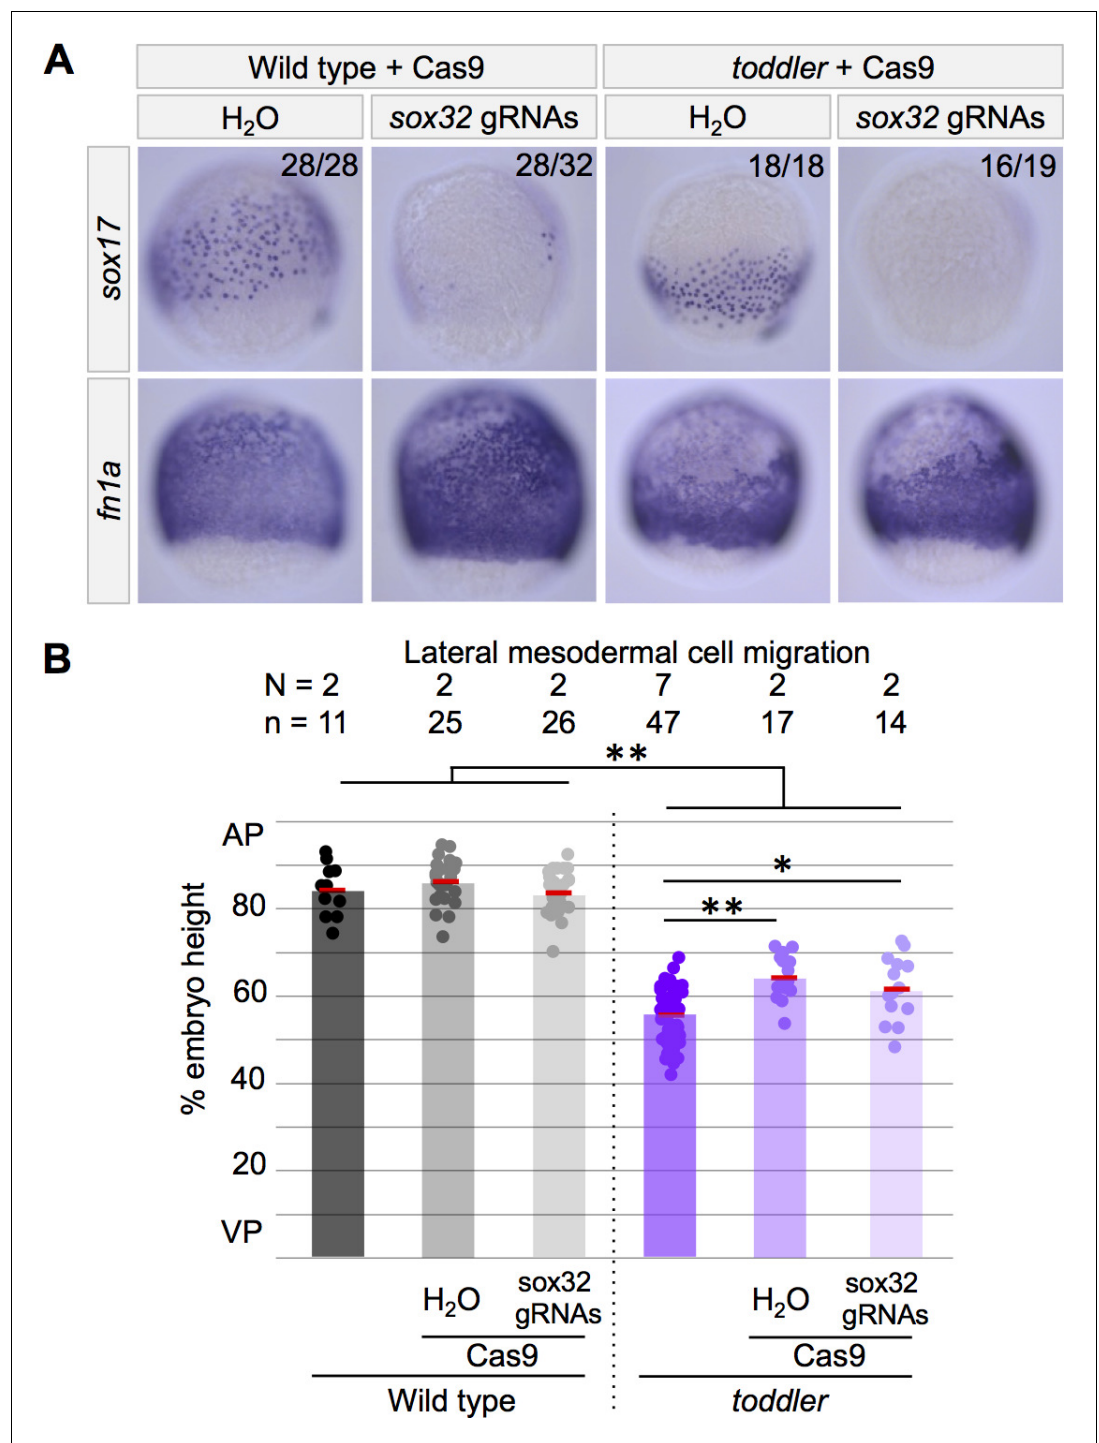 A
Wild type + Cas9
toddler + Cas9
H₂O
sox32 gRNAs
H₂O
sox32 gRNAs
sox17
28/28
28/32
18/18
16/19
fn1a
B
Lateral mesodermal cell migration
N = 2 2 2 7 2 2
n = 11 25 26 47 17 14
**
*
**
% embryo height
AP
80
60
40
20
VP
H₂O
sox32
gRNAs
H₂O
sox32
gRNAs
Cas9
Cas9
Wild type
toddler